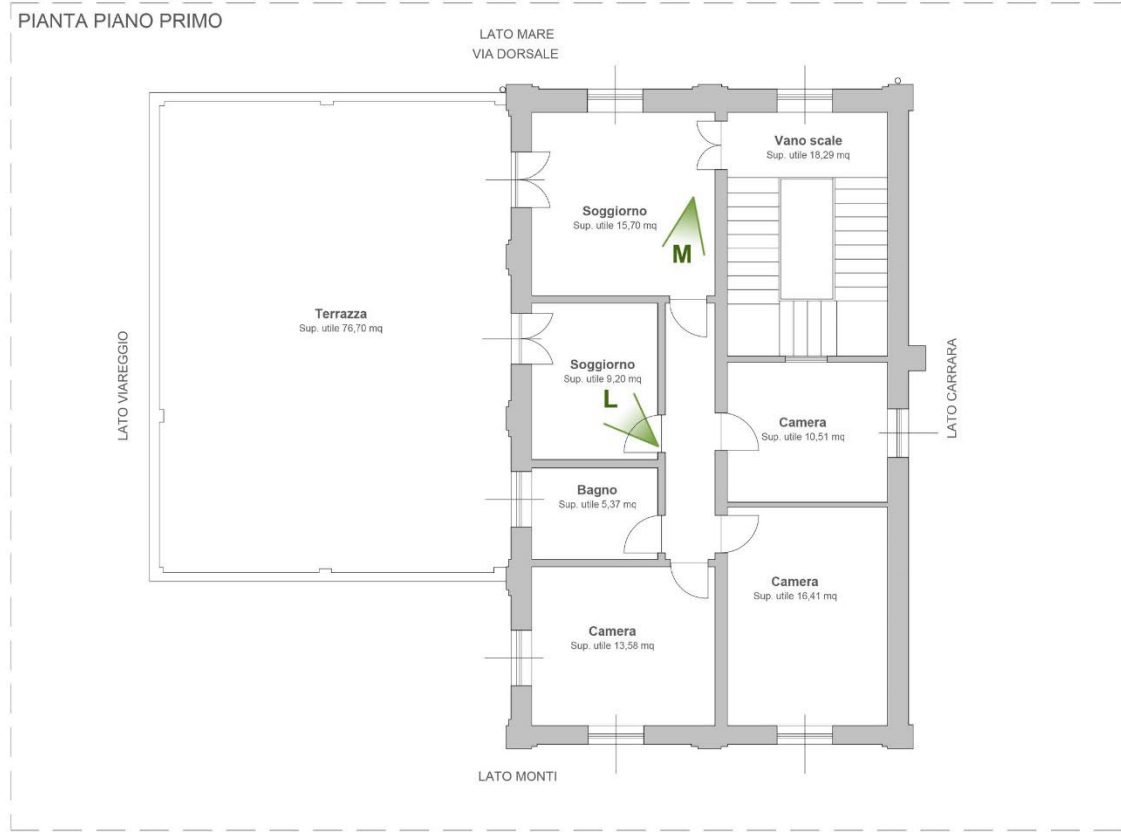 PIANTA PIANO PRIMO
LATO MARE
VIA DORSALE
Vano scale
Sup. utile 18,29 mq
Soggiorno
Sup. utile 15,70 mq
M
Terrazza
Sup. utile 76,70 mq
LATO VIAREGGIO
Soggiorno
Sup. utile 9,20 mq
L
Camera
Sup. utile 10,51 mq
LATO CARRARA
Bagno
Sup. utile 5,37 mq
Camera
Sup. utile 16,41 mq
Camera
Sup. utile 13,58 mq
LATO MONTI